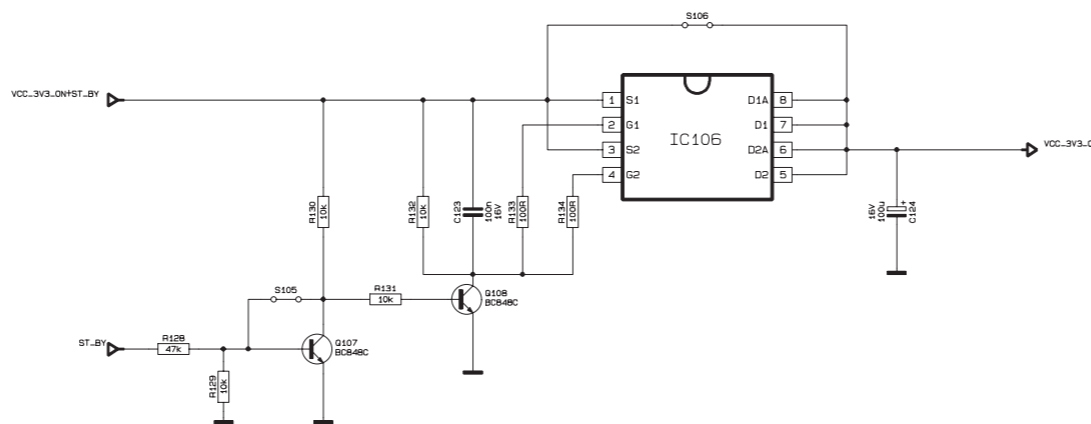 S106
VCC_3V3_ON+ST_BY
1 S1
2 G1
3 S2
4 G2
IC106
D1A 8
D1 7
D2A 6
D2 5
VCC_3V3_O
R130
10k
R132
10k
C123
100n
16V
R133
100R
R134
100R
16V
100u
+
C124
S105
R131
10k
Q108
BC848C
ST_BY
R128
47k
Q107
BC848C
R129
10k